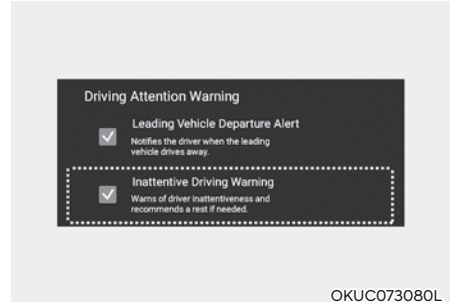 Driving Attention Warning
Leading Vehicle Departure Alert
Notifies the driver when the leading
vehicle drives away.
Inattentive Driving Warning
Warns of driver inattentiveness and
recommends a rest if needed.
OKUC073080L